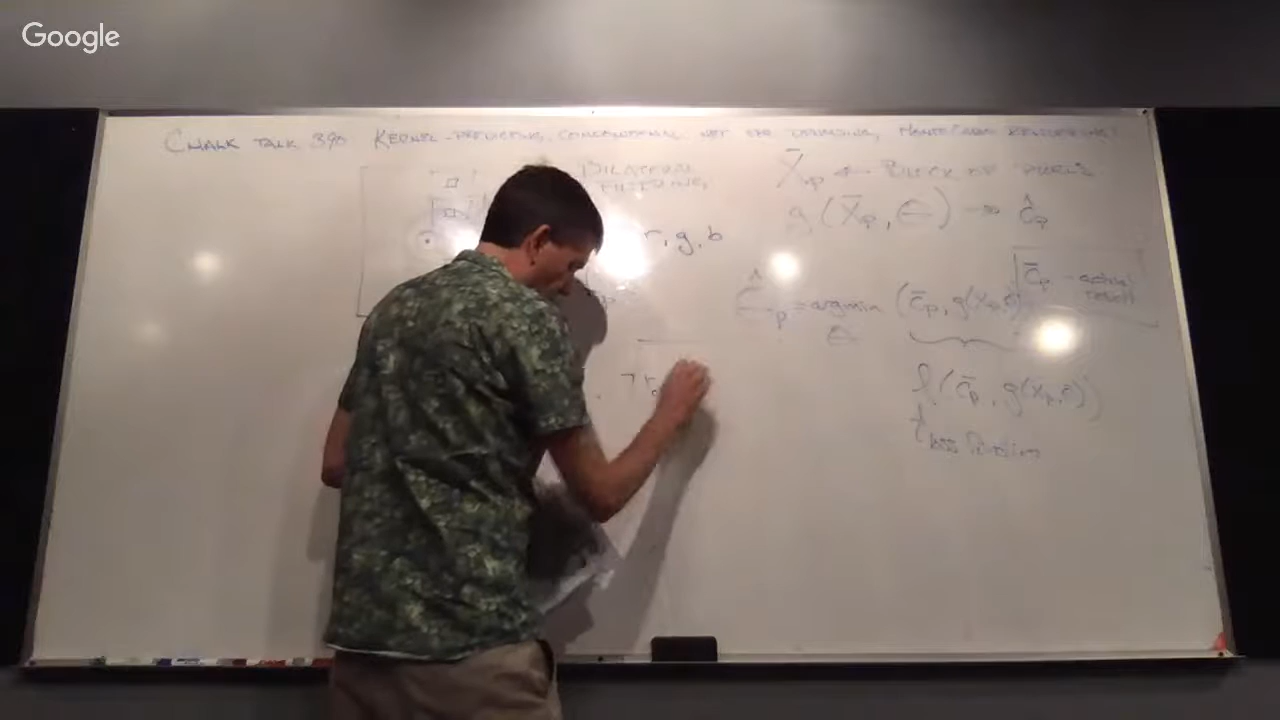 Google
CHALK TALK 390 KERNEL-PREDICTING CONVOLUTIONAL NET FOR DENOISING MONTE CARLO RENDERINGS
BILATERAL
FILTERING
X̄p ← BLOCK OF PIXELS
r, g, b
g(X̄p, Θ) → ĉp
c̄p - actual
result
Θ̂p = argmin (c̄p, g(Xp, Θ))
Θ
ℓ(c̄p, g(Xp, Θ))
loss function